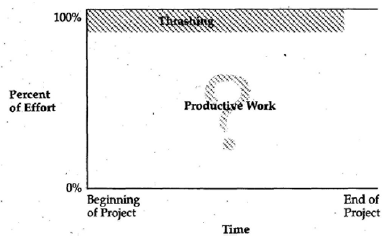 100%
Thrashing
Percent
of Effort
Productive Work
?
0%
Beginning
of Project
End of
Project
Time